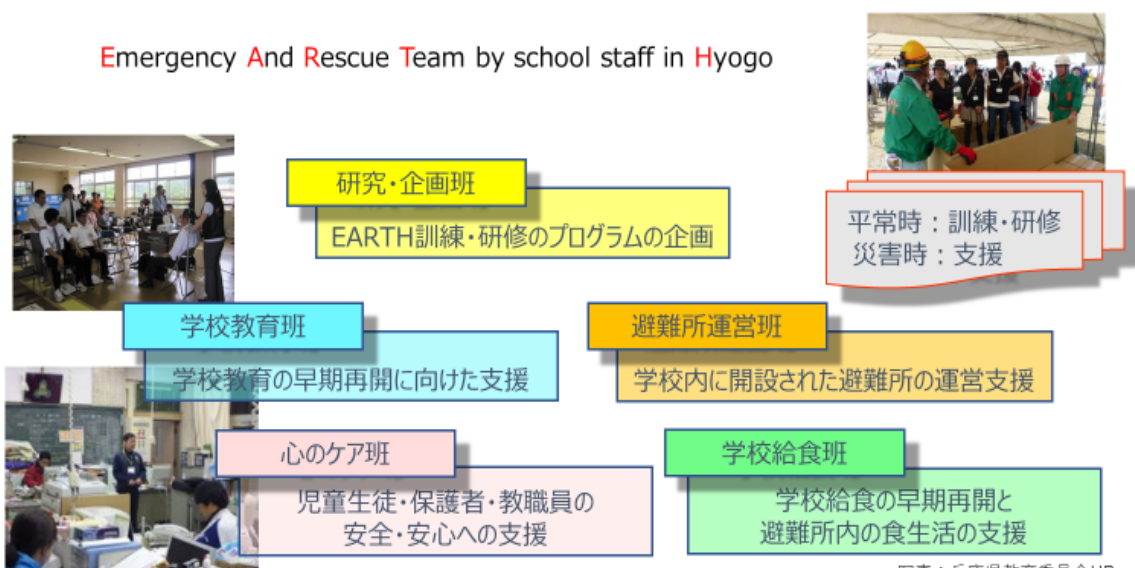 Emergency And Rescue Team by school staff in Hyogo
研究・企画班
EARTH訓練・研修のプログラムの企画
平常時：訓練・研修
災害時：支援
学校教育班
学校教育の早期再開に向けた支援
避難所運営班
学校内に開設された避難所の運営支援
心のケア班
児童生徒・保護者・教職員の
安全・安心への支援
学校給食班
学校給食の早期再開と
避難所内の食生活の支援